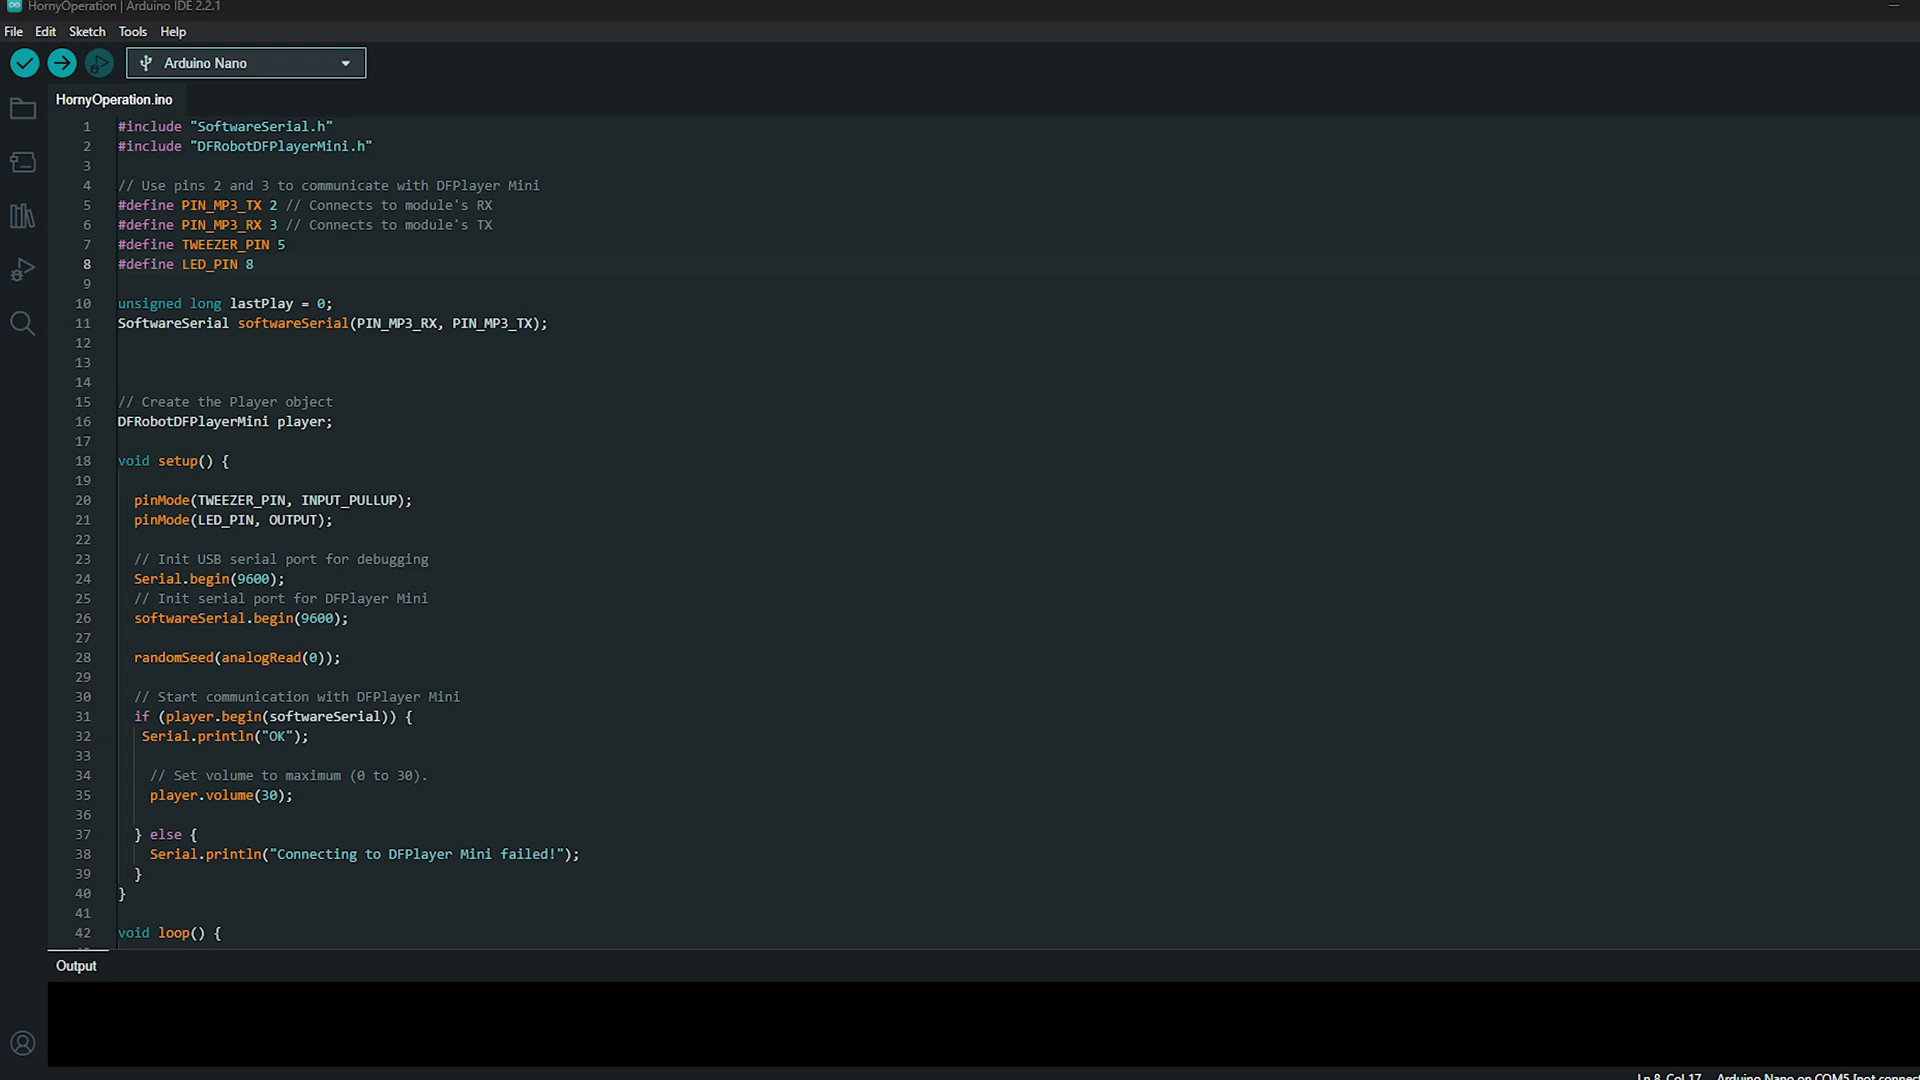 HornyOperation | Arduino IDE 2.2.1
File Edit Sketch Tools Help
Arduino Nano
HornyOperation.ino
1 #include "SoftwareSerial.h"
2 #include "DFRobotDFPlayerMini.h"
3
4 // Use pins 2 and 3 to communicate with DFPlayer Mini
5 #define PIN_MP3_TX 2 // Connects to module's RX
6 #define PIN_MP3_RX 3 // Connects to module's TX
7 #define TWEEZER_PIN 5
8 #define LED_PIN 8
9
10 unsigned long lastPlay = 0;
11 SoftwareSerial softwareSerial(PIN_MP3_RX, PIN_MP3_TX);
12
13
14
15 // Create the Player object
16 DFRobotDFPlayerMini player;
17
18 void setup() {
19
20 pinMode(TWEEZER_PIN, INPUT_PULLUP);
21 pinMode(LED_PIN, OUTPUT);
22
23 // Init USB serial port for debugging
24 Serial.begin(9600);
25 // Init serial port for DFPlayer Mini
26 softwareSerial.begin(9600);
27
28 randomSeed(analogRead(0));
29
30 // Start communication with DFPlayer Mini
31 if (player.begin(softwareSerial)) {
32 Serial.println("OK");
33
34 // Set volume to maximum (0 to 30).
35 player.volume(30);
36
37 } else {
38 Serial.println("Connecting to DFPlayer Mini failed!");
39 }
40 }
41
42 void loop() {
Output
Ln 8, Col 17 Arduino Nano on COM5 [not connec